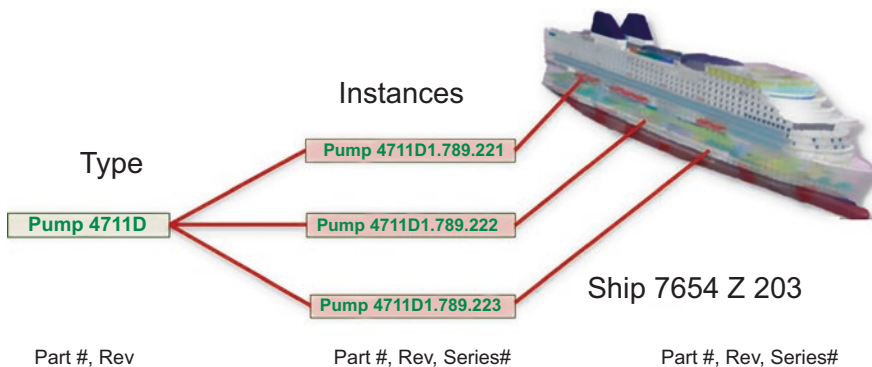 Instances
Type
Pump 4711D1.789.221
Pump 4711D
Pump 4711D1.789.222
Pump 4711D1.789.223
Ship 7654 Z 203
Part #, Rev
Part #, Rev, Series#
Part #, Rev, Series#